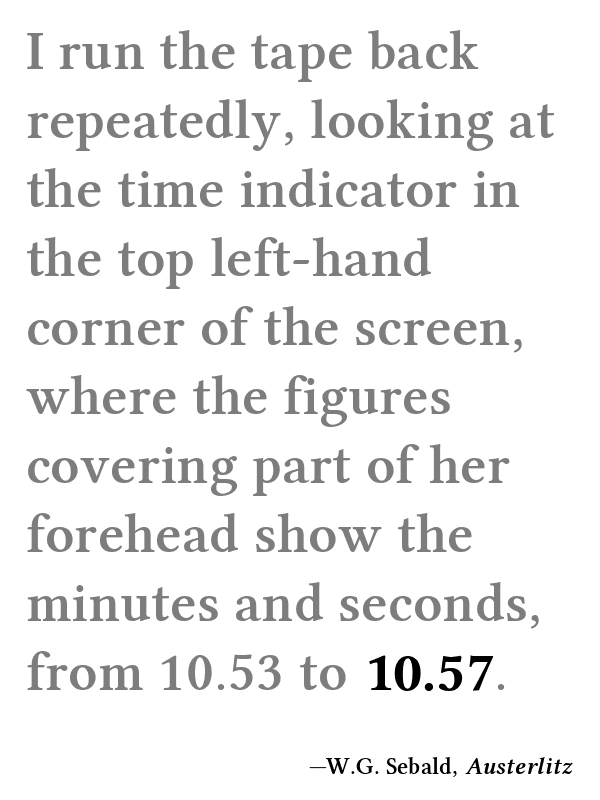 I run the tape back
repeatedly, looking at
the time indicator in
the top left-hand
corner of the screen,
where the figures
covering part of her
forehead show the
minutes and seconds,
from 10.53 to 10.57.
—W.G. Sebald, Austerlitz